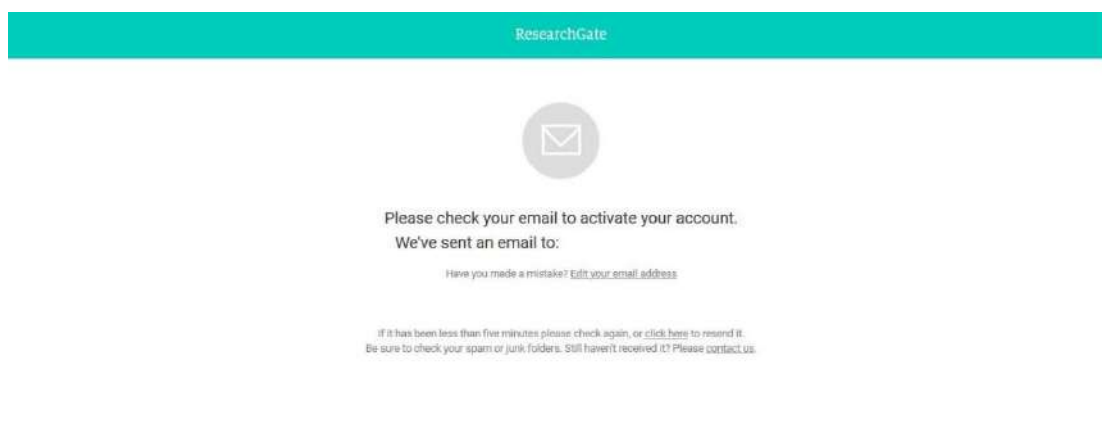 ResearchGate
Please check your email to activate your account.
We've sent an email to:
Have you made a mistake? Edit your email address
If it has been less than five minutes please check again, or click here to resend it.
Be sure to check your spam or junk folders. Still haven't received it? Please contact us.